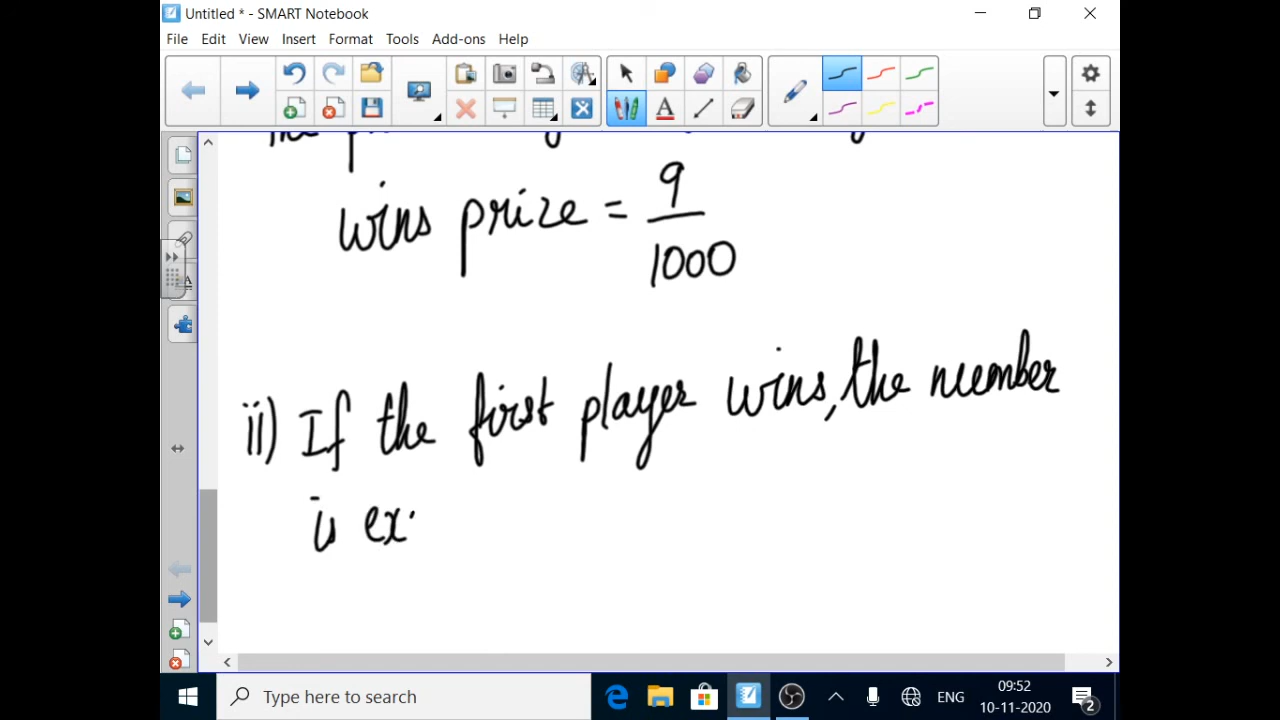 Untitled * - SMART Notebook
File Edit View Insert Format Tools Add-ons Help
wins prize = 9
1000
ii) If the first player wins, the number
is ex
Type here to search
ENG
09:52
10-11-2020
2